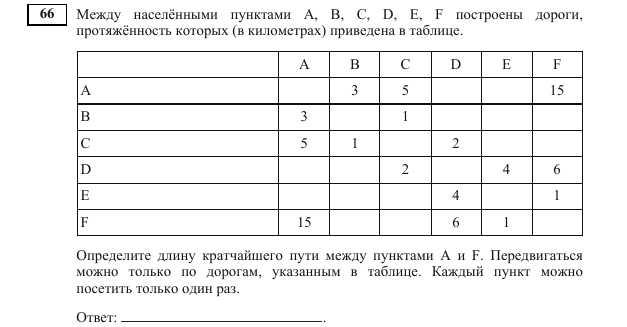 66 Между населёнными пунктами A, B, C, D, E, F построены дороги,
протяжённость которых (в километрах) приведена в таблице.
A B C D E F
A 3 5 15
B 3 1
C 5 1 2
D 2 4 6
E 4 1
F 15 6 1
Определите длину кратчайшего пути между пунктами A и F. Передвигаться
можно только по дорогам, указанным в таблице. Каждый пункт можно
посетить только один раз.
Ответ: .